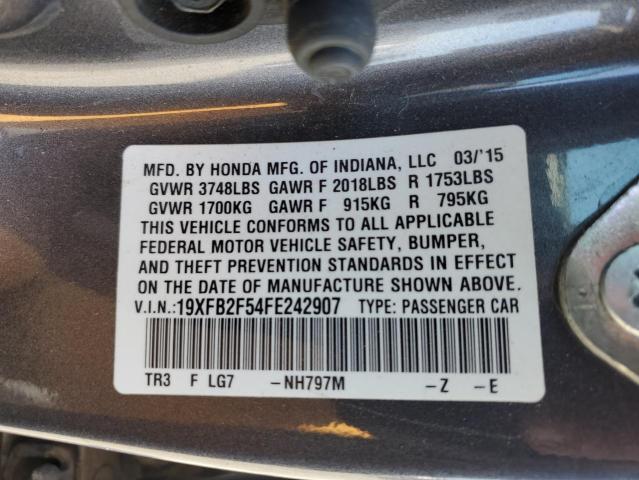 MFD. BY HONDA MFG. OF INDIANA, LLC 03/'15
GVWR 3748LBS GAWR F 2018LBS R 1753LBS
GVWR 1700KG GAWR F 915KG R 795KG
THIS VEHICLE CONFORMS TO ALL APPLICABLE
FEDERAL MOTOR VEHICLE SAFETY, BUMPER,
AND THEFT PREVENTION STANDARDS IN EFFECT
ON THE DATE OF MANUFACTURE SHOWN ABOVE.
V.I.N.:19XFB2F54FE242907 TYPE: PASSENGER CAR
TR3 F LG7 -NH797M -Z -E